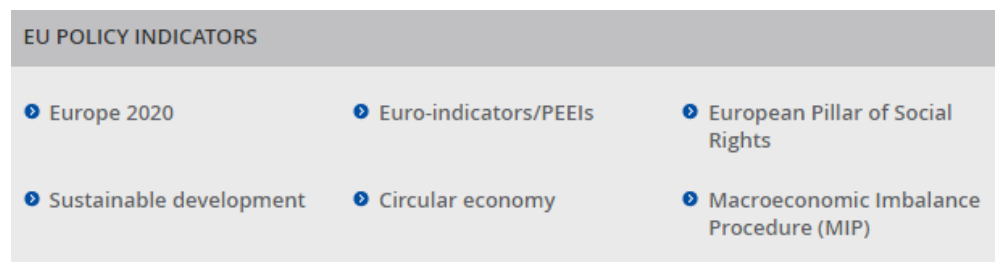 EU POLICY INDICATORS
Europe 2020
Euro-indicators/PEEIs
European Pillar of Social
Rights
Sustainable development
Circular economy
Macroeconomic Imbalance
Procedure (MIP)